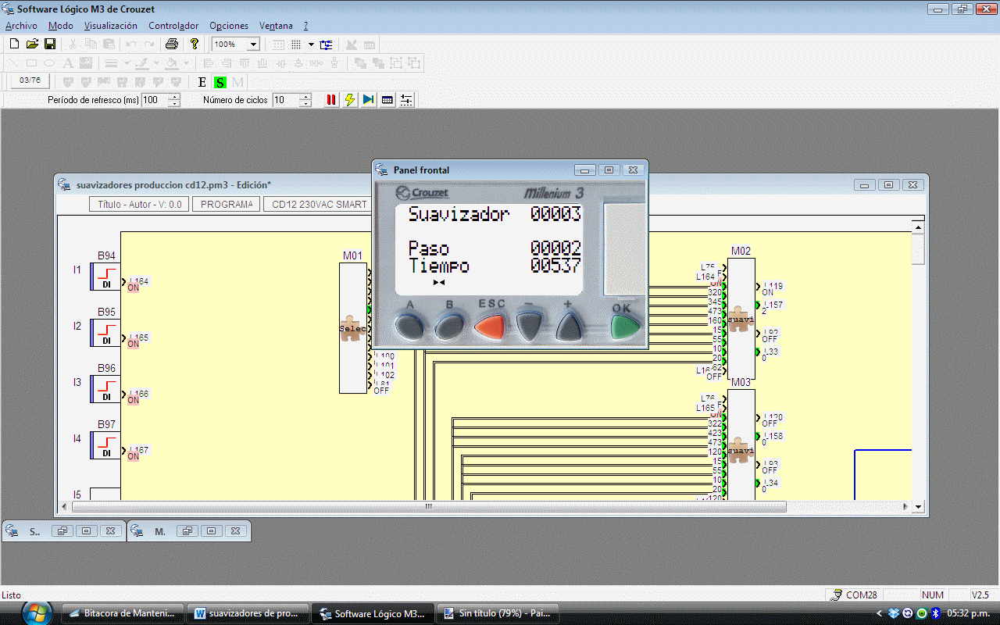 Software Lógico M3 de Crouzet
Archivo Modo Visualización Controlador Opciones Ventana ?
100%
03/76 E S M
Período de refresco (ms) 100 Número de ciclos 10
Panel frontal
suavizadores produccion cd12.pm3 - Edición*
Título - Autor - V: 0.0 PROGRAMA CD12 230VAC SMART
Crouzet Millenium 3
Suavizador 00003
Paso 00002
Tiempo 00537
A B ESC − + OK
B94
I1 DI L164
ON
B95
I2 DI L165
ON
B96
I3 DI L166
ON
B97
I4 DI L167
ON
I5
M01
Selec
L100
L101
L102
L81
OFF
M02
L75
L164
ON
320
345
473
160
15
55
10
20
OFF
suavi
L119
ON
L157
2
L92
OFF
L33
0
M03
L76
L165
ON
322
423
473
120
15
55
10
20
120
suavi
L120
OFF
L158
0
L93
OFF
L34
0
S.. M.
Listo COM28 NUM V2.5
Bitacora de Manteni... suavizadores de pro... Software Lógico M3... Sin título (79%) - Pai... 05:32 p.m.